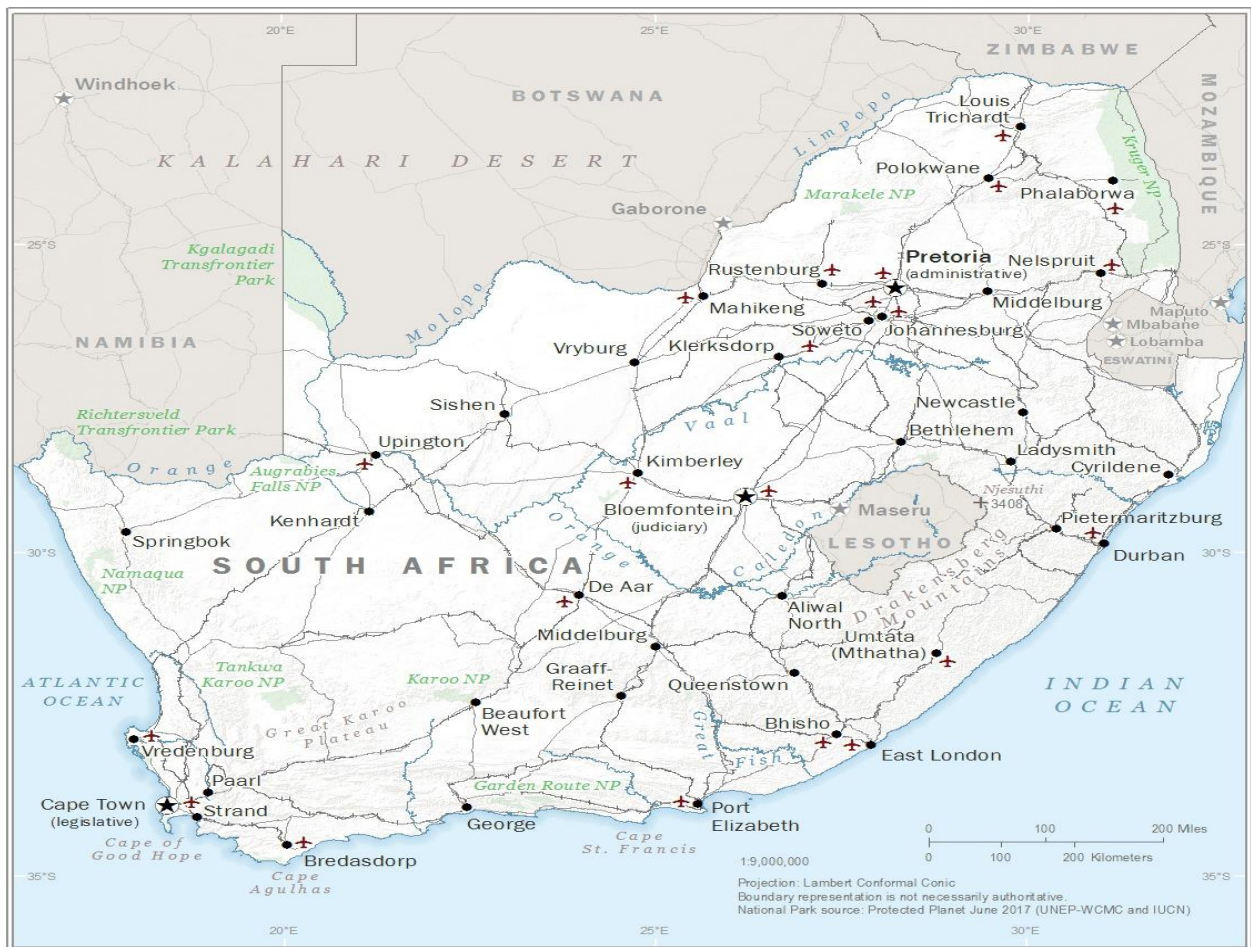 20°E
25°E
30°E
ZIMBABWE
Windhoek
BOTSWANA
MOZAMBIQUE
Louis
Trichardt
Limpopo
KALAHARI DESERT
Kruger NP
Polokwane
Phalaborwa
Marakele NP
Gaborone
25°S
25°S
Kgalagadi
Transfrontier
Park
Pretoria
(administrative)
Nelspruit
Rustenburg
Mahikeng
Middelburg
Maputo
Mbabane
Lobamba
ESWATINI
Molopo
Soweto
Johannesburg
NAMIBIA
Vryburg
Klerksdorp
Sishen
Newcastle
Richtersveld
Transfrontier Park
Vaal
Bethlehem
Upington
Ladysmith
Kimberley
Cyrildene
Orange
Augrabies
Falls NP
Njesuthi
3408
Bloemfontein
(judiciary)
Maseru
Kenhardt
Pietermaritzburg
Springbok
Orange
Caledon
LESOTHO
Durban
30°S
30°S
SOUTH AFRICA
Namaqua
NP
Drakensberg
Mountains
De Aar
Aliwal
North
Middelburg
Umtata
(Mthatha)
Tankwa
Karoo NP
Karoo NP
Graaff-
Reinet
Queenstown
ATLANTIC
OCEAN
INDIAN
OCEAN
Great Karoo
Plateau
Beaufort
West
Great Fish
Bhisho
Vredenburg
East London
Paarl
Garden Route NP
Cape Town
(legislative)
Strand
George
Port
Elizabeth
Cape of
Good Hope
Cape
St. Francis
Bredasdorp
Cape
Agulhas
0 100 200 Miles
0 100 200 Kilometers
1:9,000,000
35°S
35°S
Projection: Lambert Conformal Conic
Boundary representation is not necessarily authoritative.
National Park source: Protected Planet June 2017 (UNEP-WCMC and IUCN)
20°E
25°E
30°E